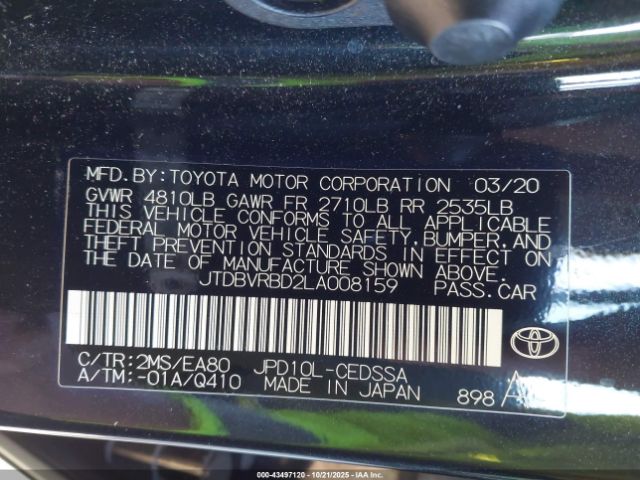 MFD.BY:TOYOTA MOTOR CORPORATION 03/20
GVWR 4810LB GAWR FR 2710LB RR 2535LB
THIS VEHICLE CONFORMS TO ALL APPLICABLE
FEDERAL MOTOR VEHICLE SAFETY,BUMPER,AND
THEFT PREVENTION STANDARDS IN EFFECT ON
THE DATE OF MANUFACTURE SHOWN ABOVE.
JTDBVRBD2LA008159 PASS.CAR
C/TR:2MS/EA80 JPD10L-CEDSSA
A/TM:-01A/Q410 MADE IN JAPAN 898 A
000-43497120 - 10/21/2025 - IAAI.COM